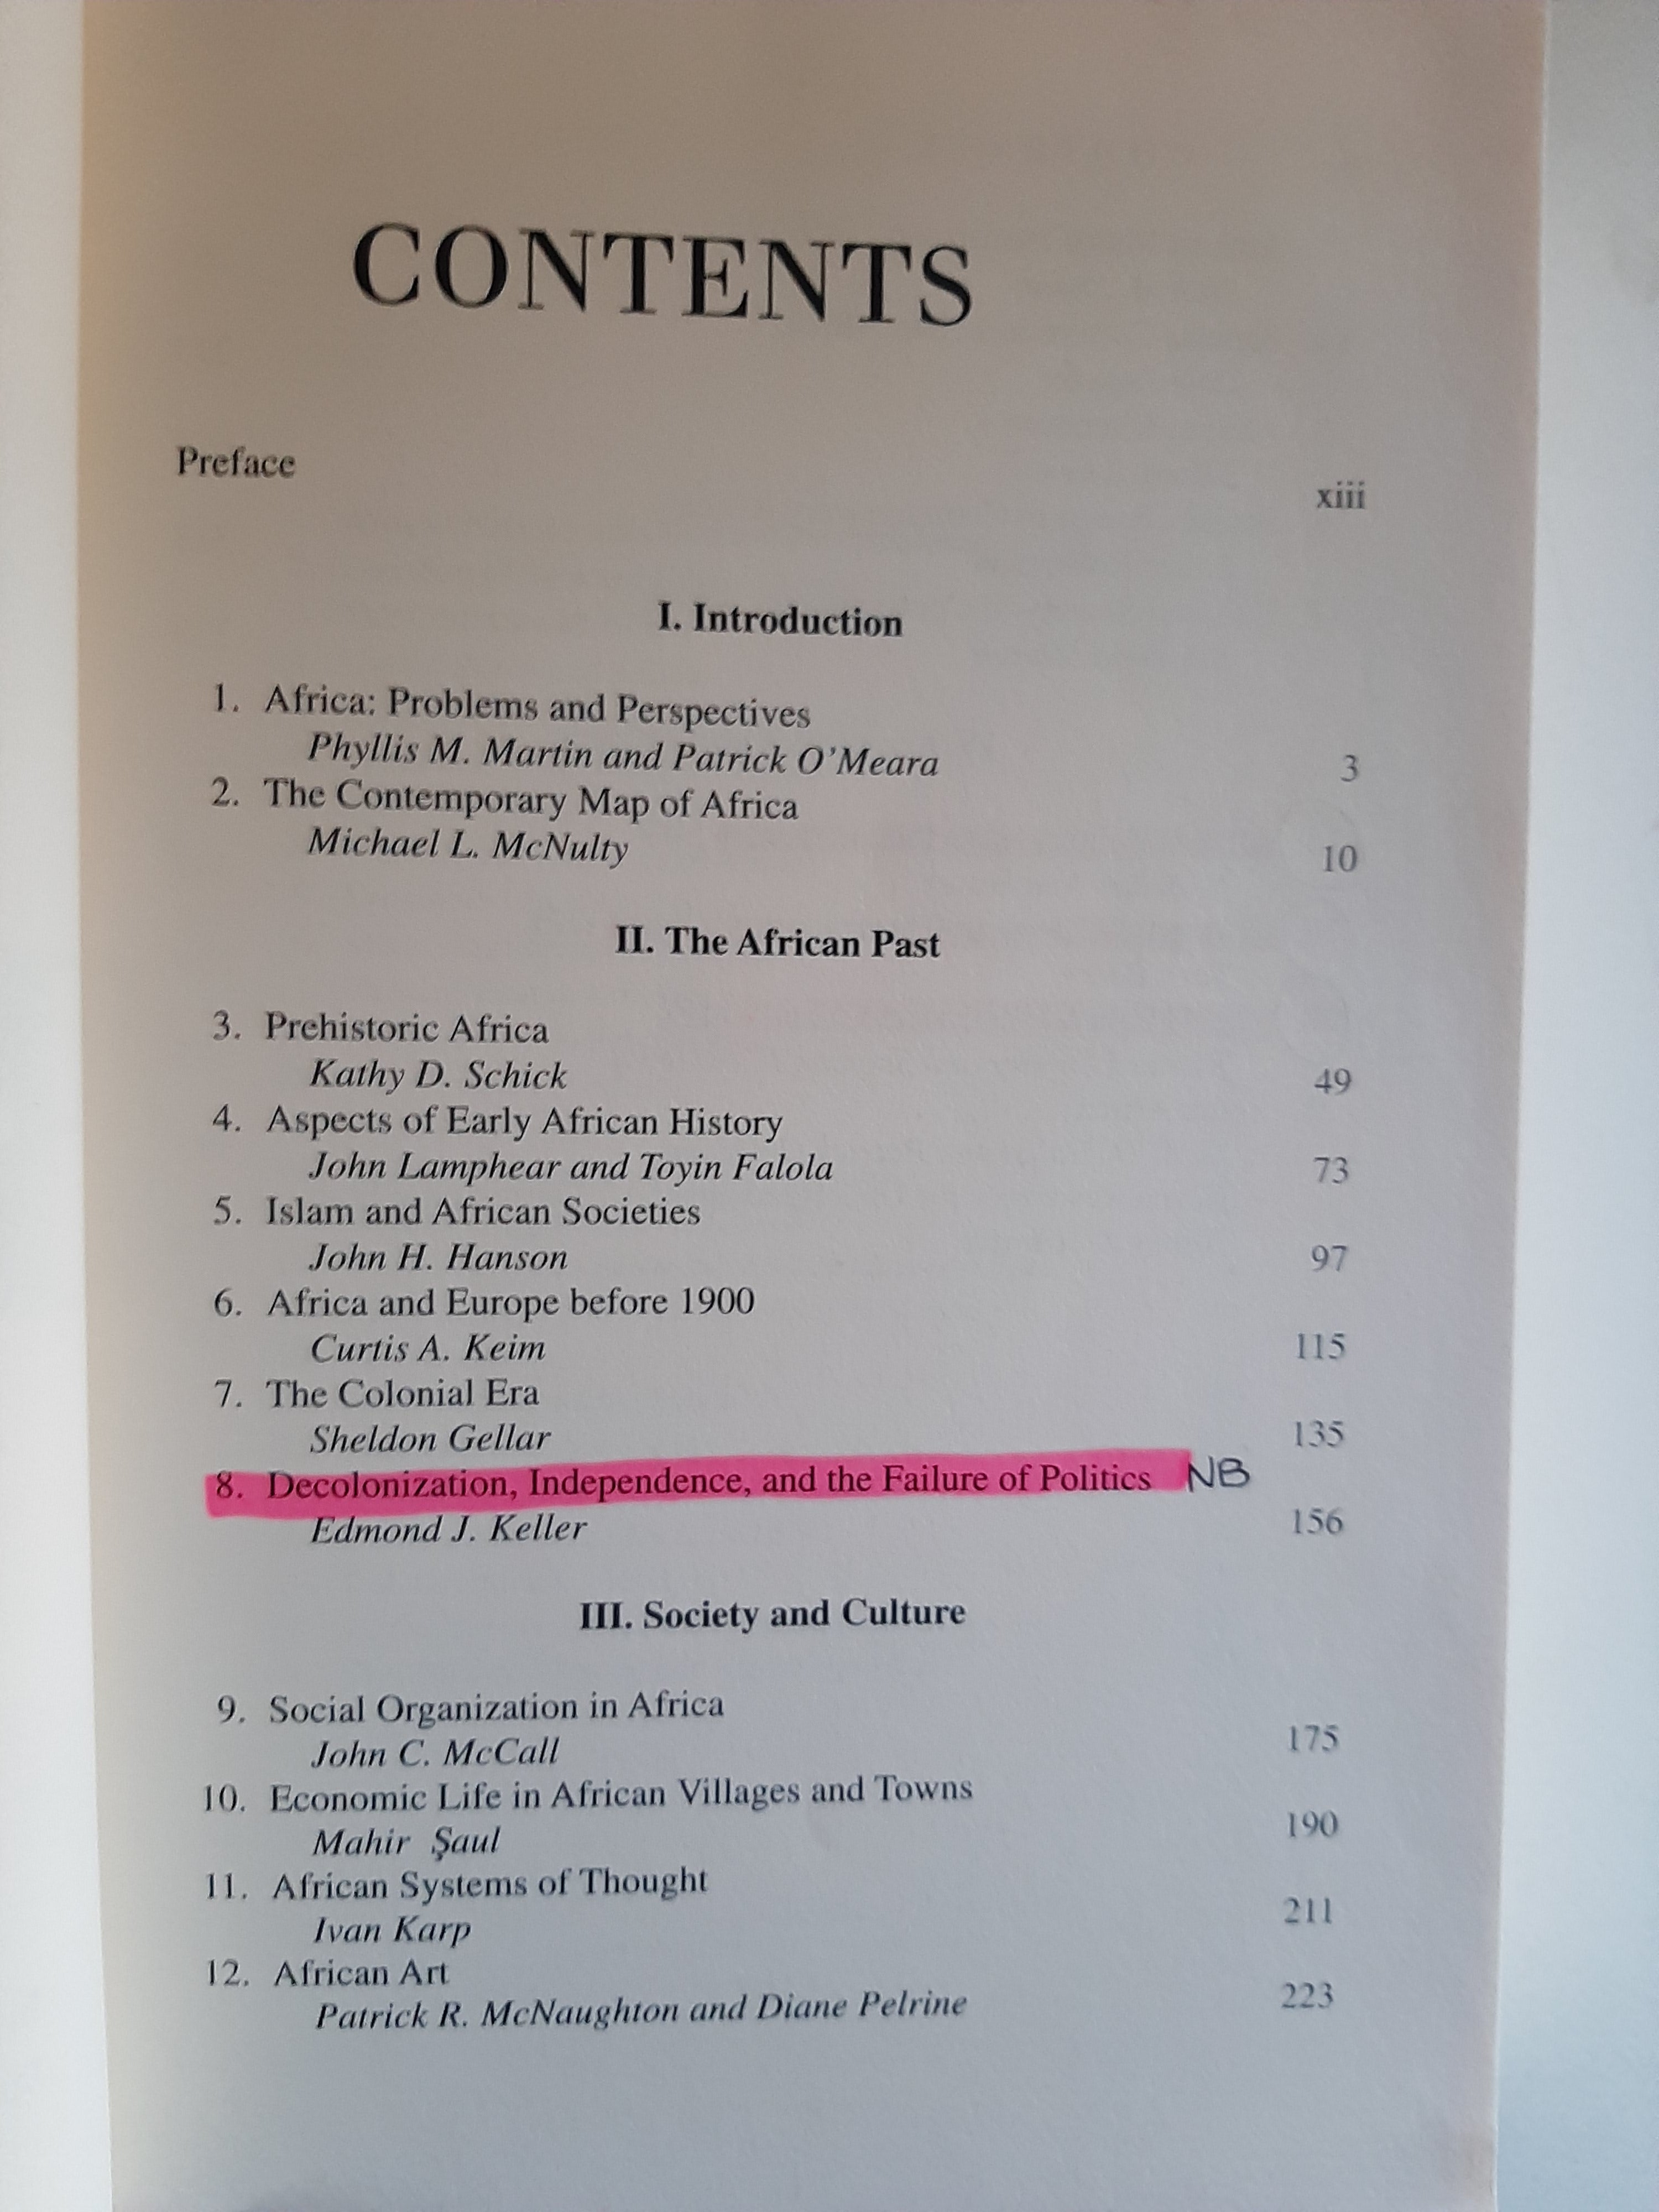 CONTENTS
Preface xiii
I. Introduction
1. Africa: Problems and Perspectives
Phyllis M. Martin and Patrick O'Meara 3
2. The Contemporary Map of Africa
Michael L. McNulty 10
II. The African Past
3. Prehistoric Africa
Kathy D. Schick 49
4. Aspects of Early African History
John Lamphear and Toyin Falola 73
5. Islam and African Societies
John H. Hanson 97
6. Africa and Europe before 1900
Curtis A. Keim 115
7. The Colonial Era
Sheldon Gellar 135
8. Decolonization, Independence, and the Failure of Politics NB
Edmond J. Keller 156
III. Society and Culture
9. Social Organization in Africa
John C. McCall 175
10. Economic Life in African Villages and Towns
Mahir Şaul 190
11. African Systems of Thought
Ivan Karp 211
12. African Art
Patrick R. McNaughton and Diane Pelrine 223